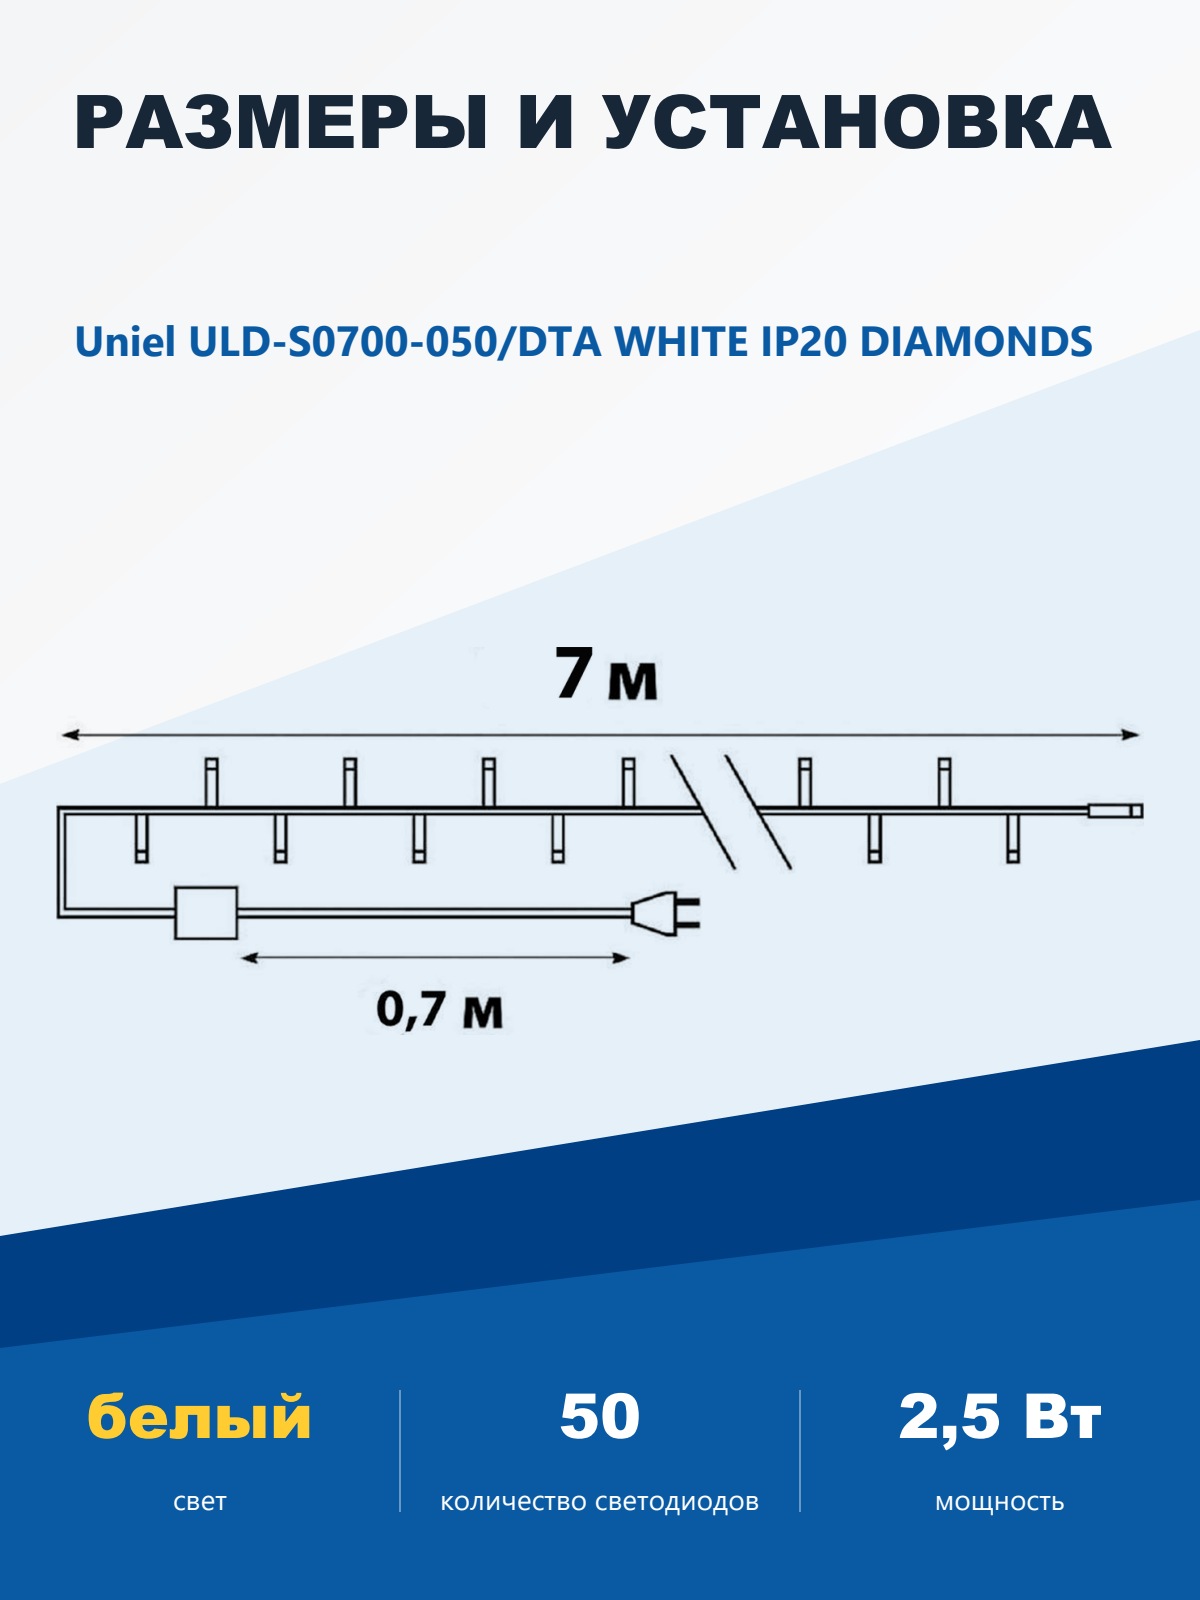 РАЗМЕРЫ И УСТАНОВКА
Uniel ULD-S0700-050/DTA WHITE IP20 DIAMONDS
7 м
0,7 м
белый
свет
50
количество светодиодов
2,5 Вт
мощность